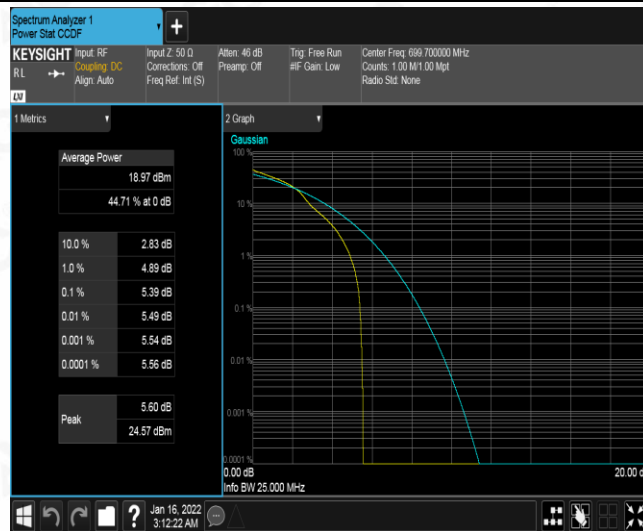 Spectrum Analyzer 1
Power Stat CCDF
+
KEYSIGHT
RL
LXI
Input: RF
Coupling: DC
Align: Auto
Input Z: 50 Ω
Corrections: Off
Freq Ref: Int (S)
Atten: 46 dB
Preamp: Off
Trig: Free Run
#IF Gain: Low
Center Freq: 699.700000 MHz
Counts: 1.00 M/1.00 Mpt
Radio Std: None
1 Metrics
Average Power
18.97 dBm
44.71 % at 0 dB
10.0 % 2.83 dB
1.0 % 4.89 dB
0.1 % 5.39 dB
0.01 % 5.49 dB
0.001 % 5.54 dB
0.0001 % 5.56 dB
Peak
5.60 dB
24.57 dBm
2 Graph
Gaussian
100 %
10 %
1 %
0.1 %
0.01 %
0.001 %
0.0001 %
0.00 dB
20.00 d
Info BW 25.000 MHz
?
Jan 16, 2022
3:12:22 AM